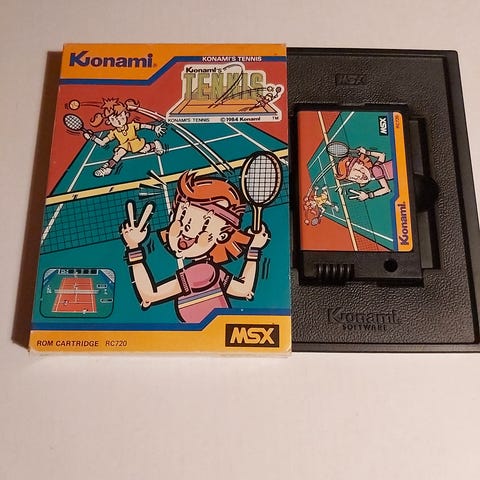 Konami®
KONAMI'S TENNIS
Konami's
TENNIS
KONAMI'S TENNIS ©1984 Konami TM
MSX
ROM CARTRIDGE RC720
MSX
MSX
RC720
Konami
Konami
SOFTWARE